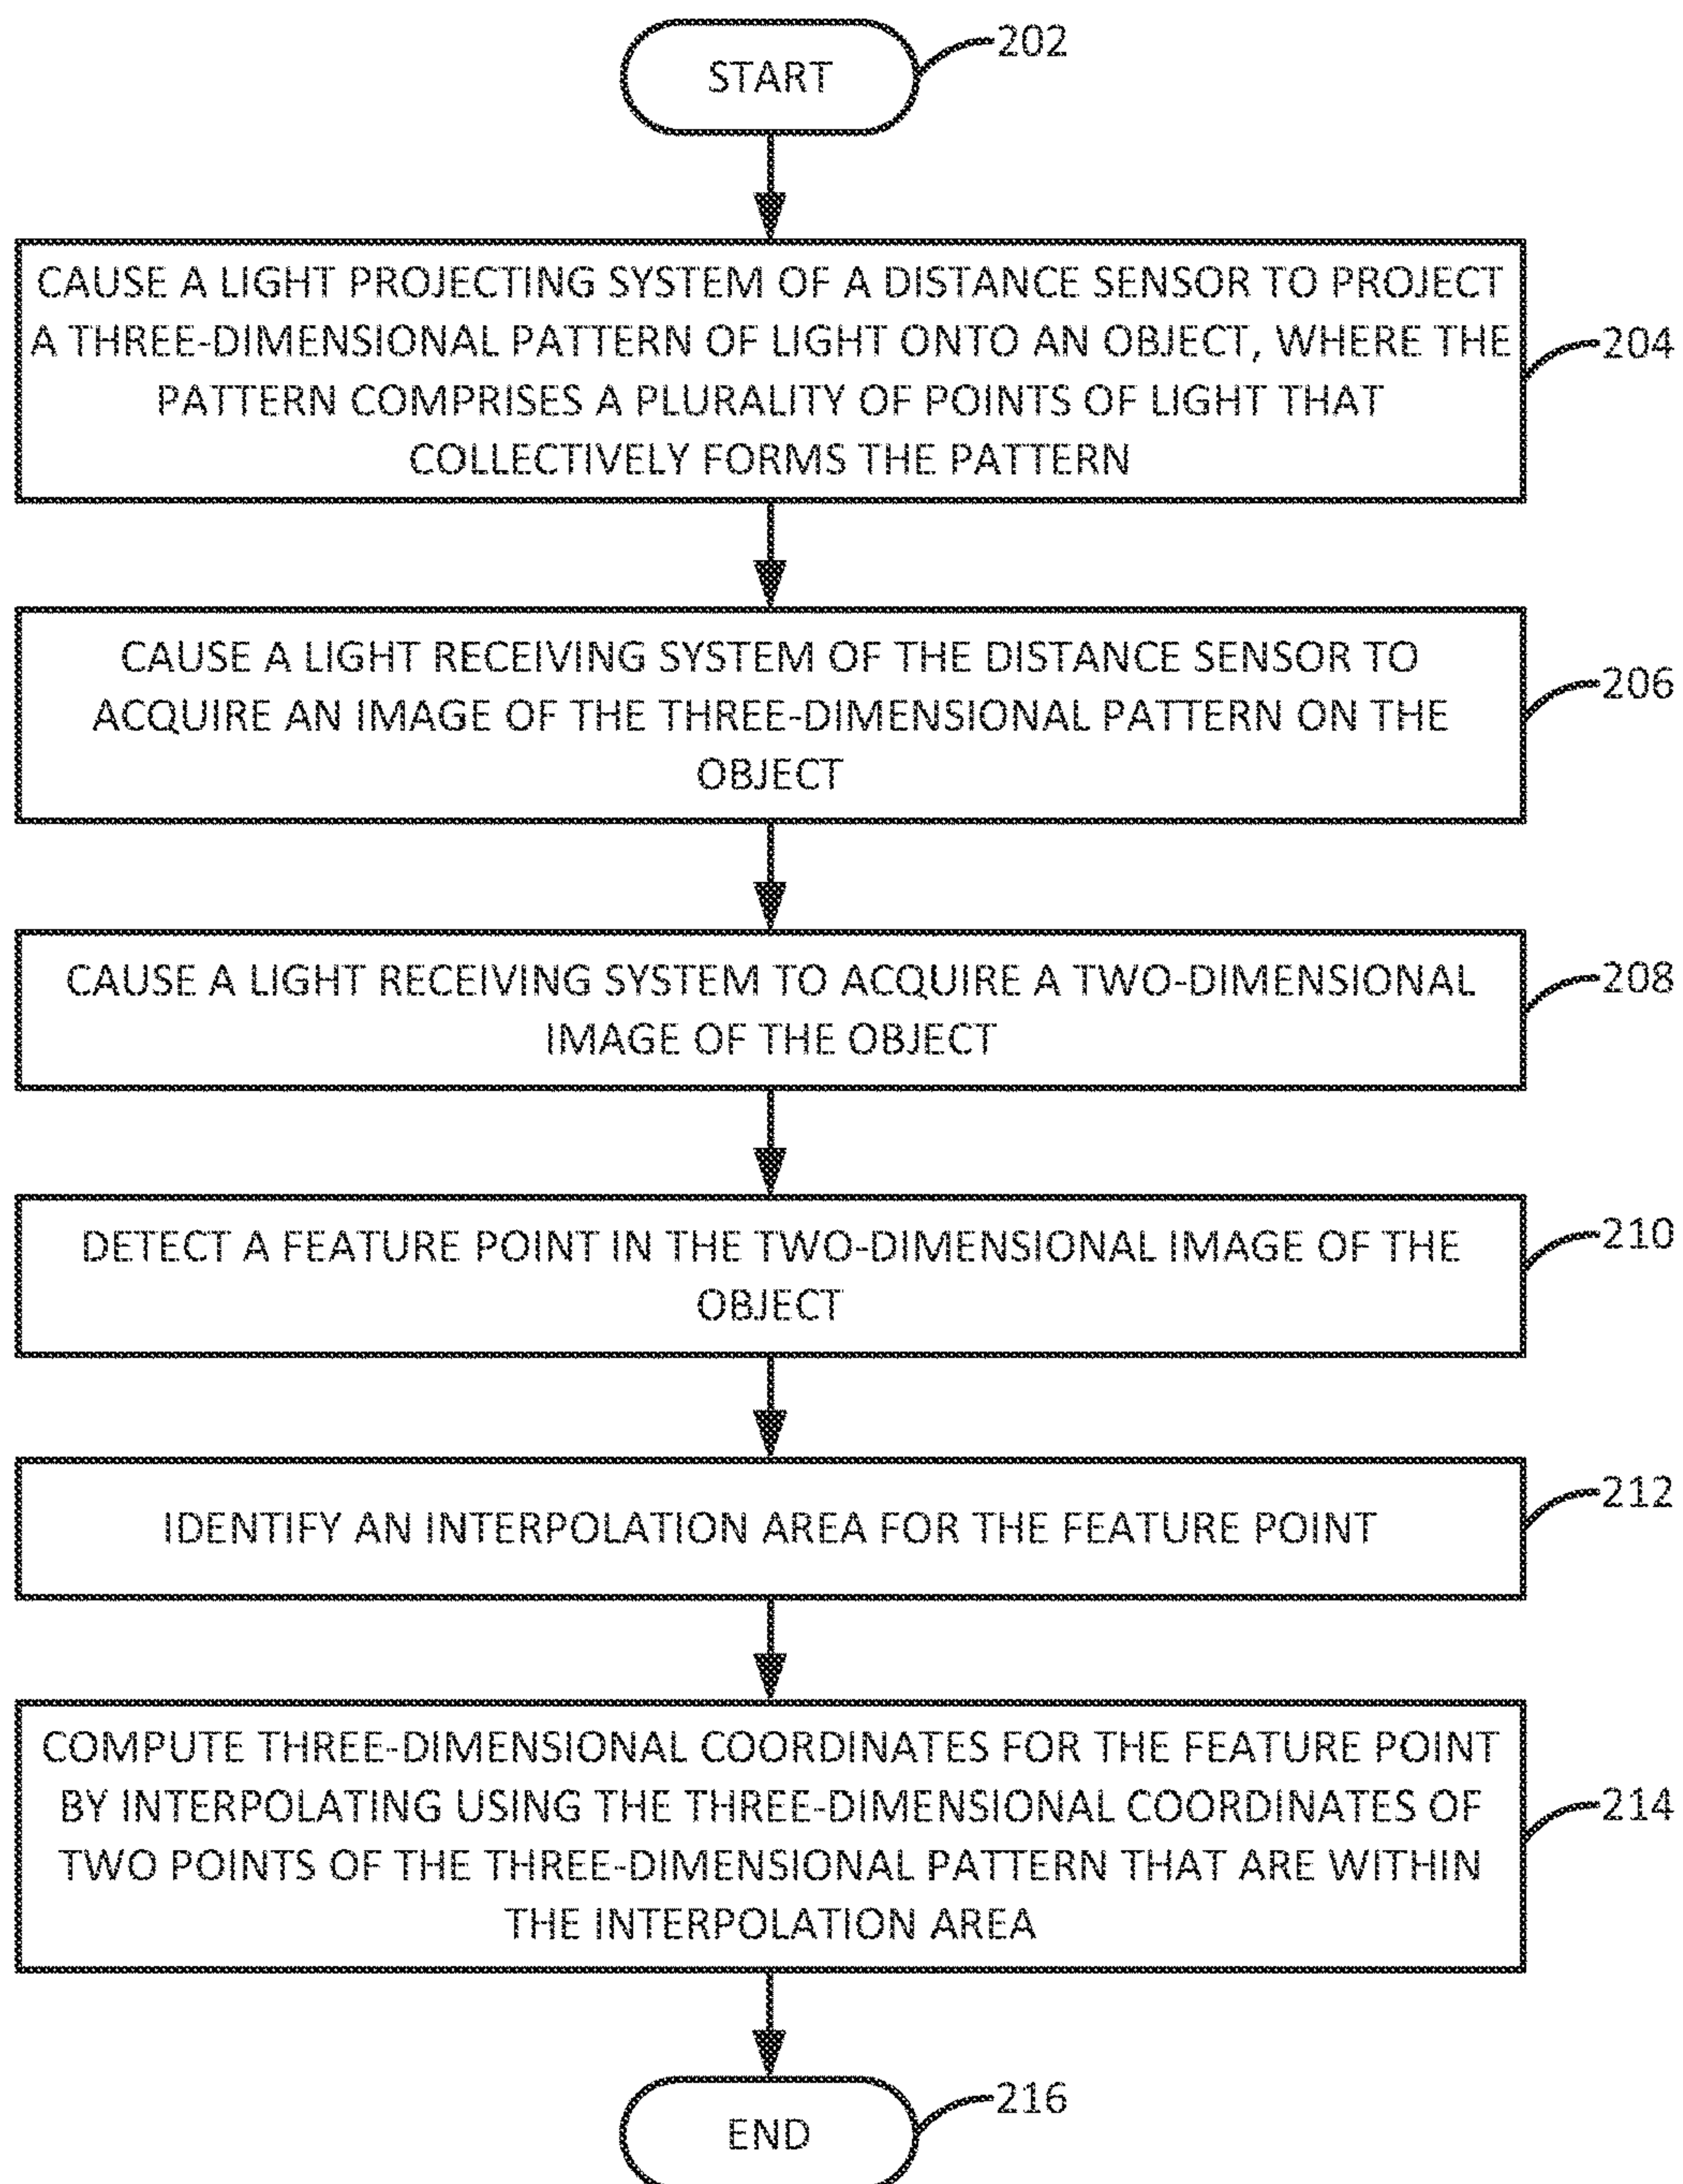 START
202
CAUSE A LIGHT PROJECTING SYSTEM OF A DISTANCE SENSOR TO PROJECT
A THREE-DIMENSIONAL PATTERN OF LIGHT ONTO AN OBJECT, WHERE THE
PATTERN COMPRISES A PLURALITY OF POINTS OF LIGHT THAT
COLLECTIVELY FORMS THE PATTERN
204
CAUSE A LIGHT RECEIVING SYSTEM OF THE DISTANCE SENSOR TO
ACQUIRE AN IMAGE OF THE THREE-DIMENSIONAL PATTERN ON THE
OBJECT
206
CAUSE A LIGHT RECEIVING SYSTEM TO ACQUIRE A TWO-DIMENSIONAL
IMAGE OF THE OBJECT
208
DETECT A FEATURE POINT IN THE TWO-DIMENSIONAL IMAGE OF THE
OBJECT
210
IDENTIFY AN INTERPOLATION AREA FOR THE FEATURE POINT
212
COMPUTE THREE-DIMENSIONAL COORDINATES FOR THE FEATURE POINT
BY INTERPOLATING USING THE THREE-DIMENSIONAL COORDINATES OF
TWO POINTS OF THE THREE-DIMENSIONAL PATTERN THAT ARE WITHIN
THE INTERPOLATION AREA
214
END
216